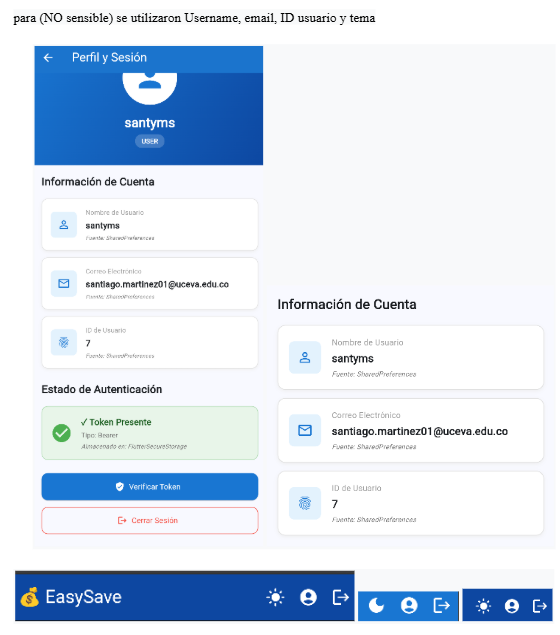 para (NO sensible) se utilizaron Username, email, ID usuario y tema
Perfil y Sesión
santyms
USER
Información de Cuenta
Nombre de Usuario
santyms
Fuente: SharedPreferences
Correo Electrónico
santiago.martinez01@uceva.edu.co
Fuente: SharedPreferences
ID de Usuario
7
Fuente: SharedPreferences
Estado de Autenticación
✓ Token Presente
Tipo: Bearer
Almacenado en: FlutterSecureStorage
Verificar Token
Cerrar Sesión
Información de Cuenta
Nombre de Usuario
santyms
Fuente: SharedPreferences
Correo Electrónico
santiago.martinez01@uceva.edu.co
Fuente: SharedPreferences
ID de Usuario
7
Fuente: SharedPreferences
EasySave